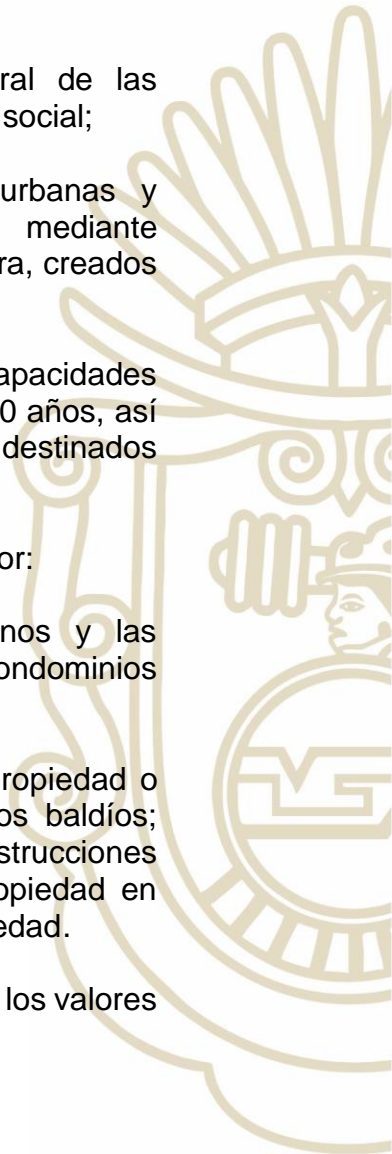 ral de las
social;
urbanas y
mediante
ra, creados
apacidades
0 años, así
destinados
or:
nos y las
ondominios
ropiedad o
os baldíos;
strucciones
opiedad en
edad.
los valores